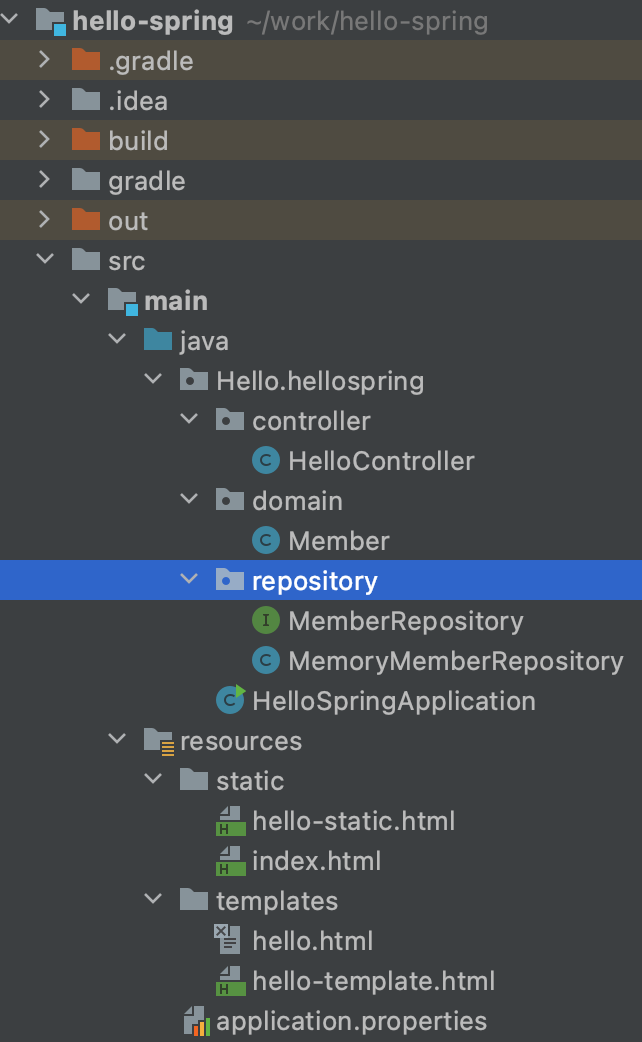 hello-spring ~/work/hello-spring
.gradle
.idea
build
gradle
out
src
main
java
Hello.hellospring
controller
C HelloController
domain
C Member
repository
I MemberRepository
C MemoryMemberRepository
C HelloSpringApplication
resources
static
H hello-static.html
H index.html
templates
hello.html
H hello-template.html
application.properties